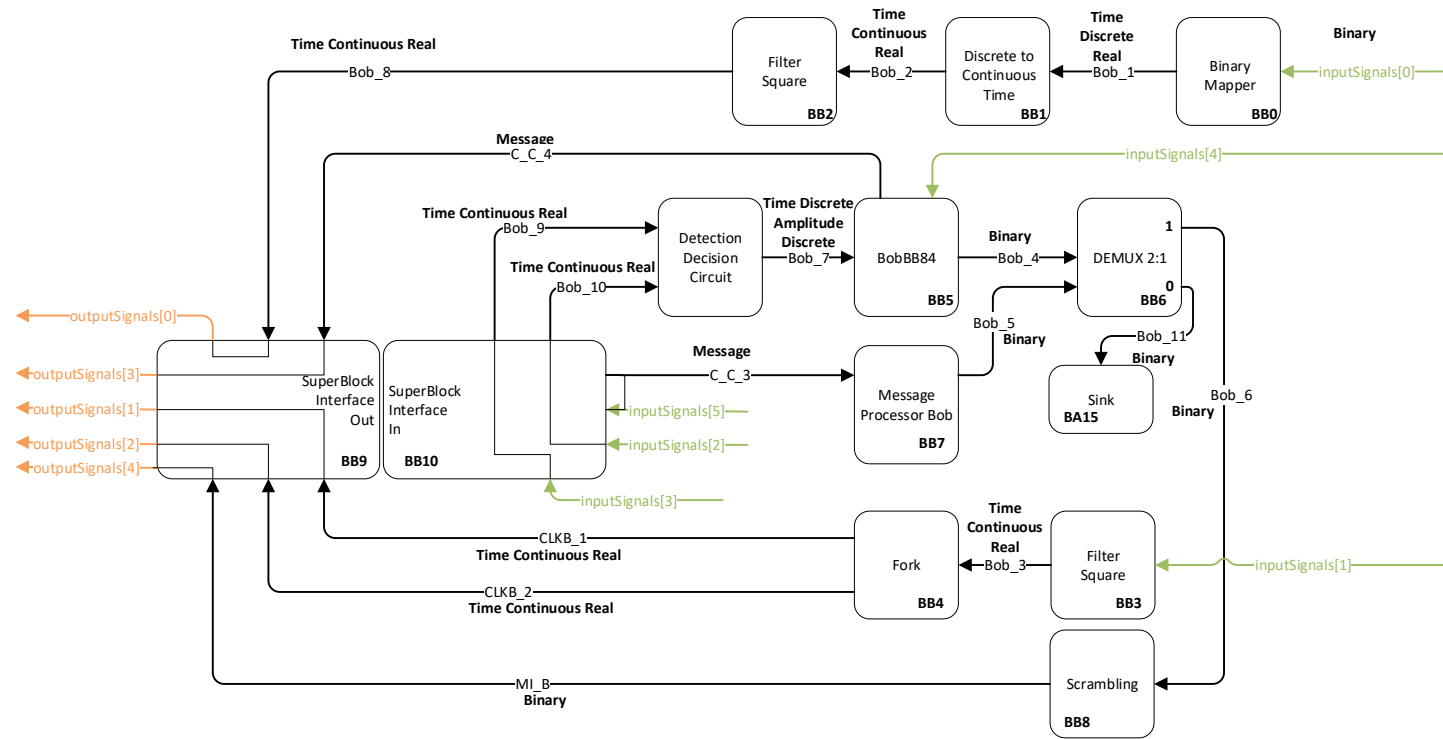 Time Continuous Real
Bob_8
Filter
Square
BB2
Time
Continuous
Real
Bob_2
Discrete to
Continuous
Time
BB1
Time
Discrete
Real
Bob_1
Binary
Mapper
BB0
Binary
inputSignals[0]
Message
C_C_4
inputSignals[4]
Time Continuous Real
Bob_9
Time Continuous Real
Bob_10
Detection
Decision
Circuit
Time Discrete
Amplitude
Discrete
Bob_7
BobBB84
BB5
Binary
Bob_4
1
DEMUX 2:1
0
BB6
Bob_5
Binary
Bob_11
Binary
Sink
BA15
Bob_6
Binary
outputSignals[0]
outputSignals[3]
outputSignals[1]
outputSignals[2]
outputSignals[4]
SuperBlock
Interface
Out
BB9
SuperBlock
Interface
In
BB10
Message
C_C_3
inputSignals[5]
inputSignals[2]
inputSignals[3]
Message
Processor Bob
BB7
CLKB_1
Time Continuous Real
CLKB_2
Time Continuous Real
Fork
BB4
Time
Continuous
Real
Bob_3
Filter
Square
BB3
inputSignals[1]
MI_B
Binary
Scrambling
BB8